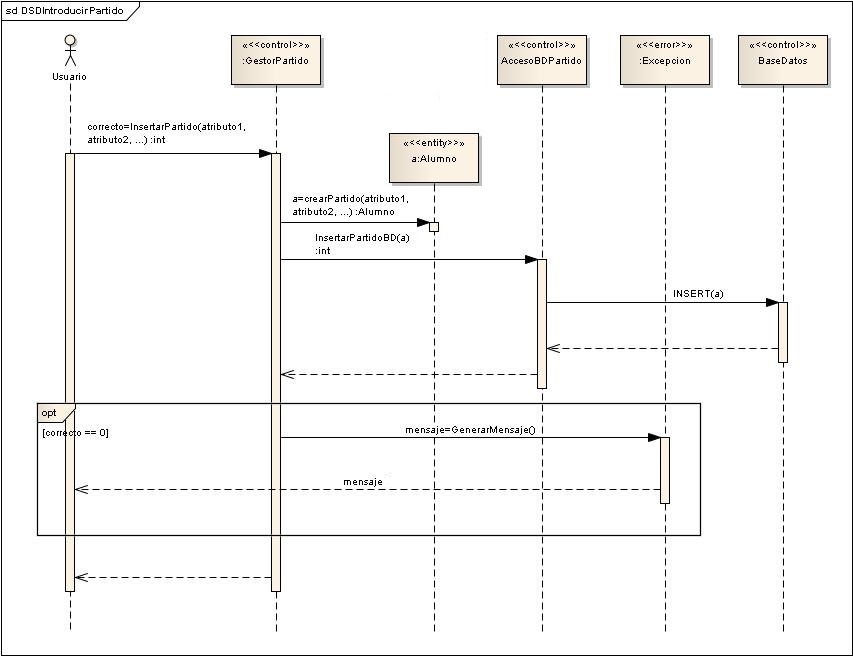 sd DSDIntroducirPartido
Usuario
«<<control>>»
:GestorPartido
«<<control>>»
AccesoBDPartido
«<<error>>»
:Excepcion
«<<control>>»
BaseDatos
correcto=InsertarPartido(atributo1,
atributo2, ...) :int
«<<entity>>»
a:Alumno
a=crearPartido(atributo1,
atributo2, ...) :Alumno
InsertarPartidoBD(a)
:int
INSERT(a)
opt
[correcto == 0]
mensaje=GenerarMensaje()
mensaje